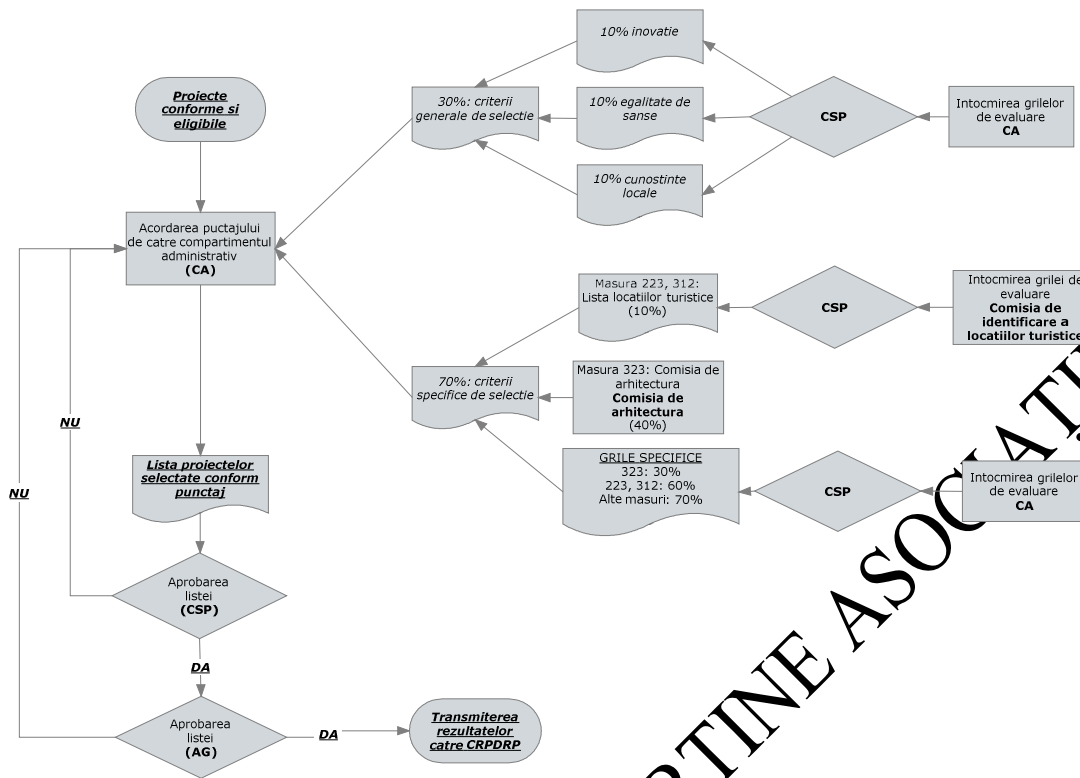 10% inovatie
Proiecte
conforme si
eligibile
30%: criterii
generale de selectie
10% egalitate de
sanse
CSP
Intocmirea grilelor
de evaluare
CA
10% cunostinte
locale
Acordarea puctajului
de catre compartimentul
administrativ
(CA)
Masura 223, 312:
Lista locatiilor turistice
(10%)
CSP
Intocmirea grilei de
evaluare
Comisia de
identificare a
locatiilor turistice
70%: criterii
specifice de selectie
Masura 323: Comisia de
arhitectura
Comisia de
arhitectura
(40%)
NU
GRILE SPECIFICE
323: 30%
223, 312: 60%
Alte masuri: 70%
CSP
Intocmirea grilelor
de evaluare
CA
Lista proiectelor
selectate conform
punctaj
NU
Aprobarea
listei
(CSP)
DA
Aprobarea
listei
(AG)
DA
Transmiterea
rezultatelor
catre CRPDRP